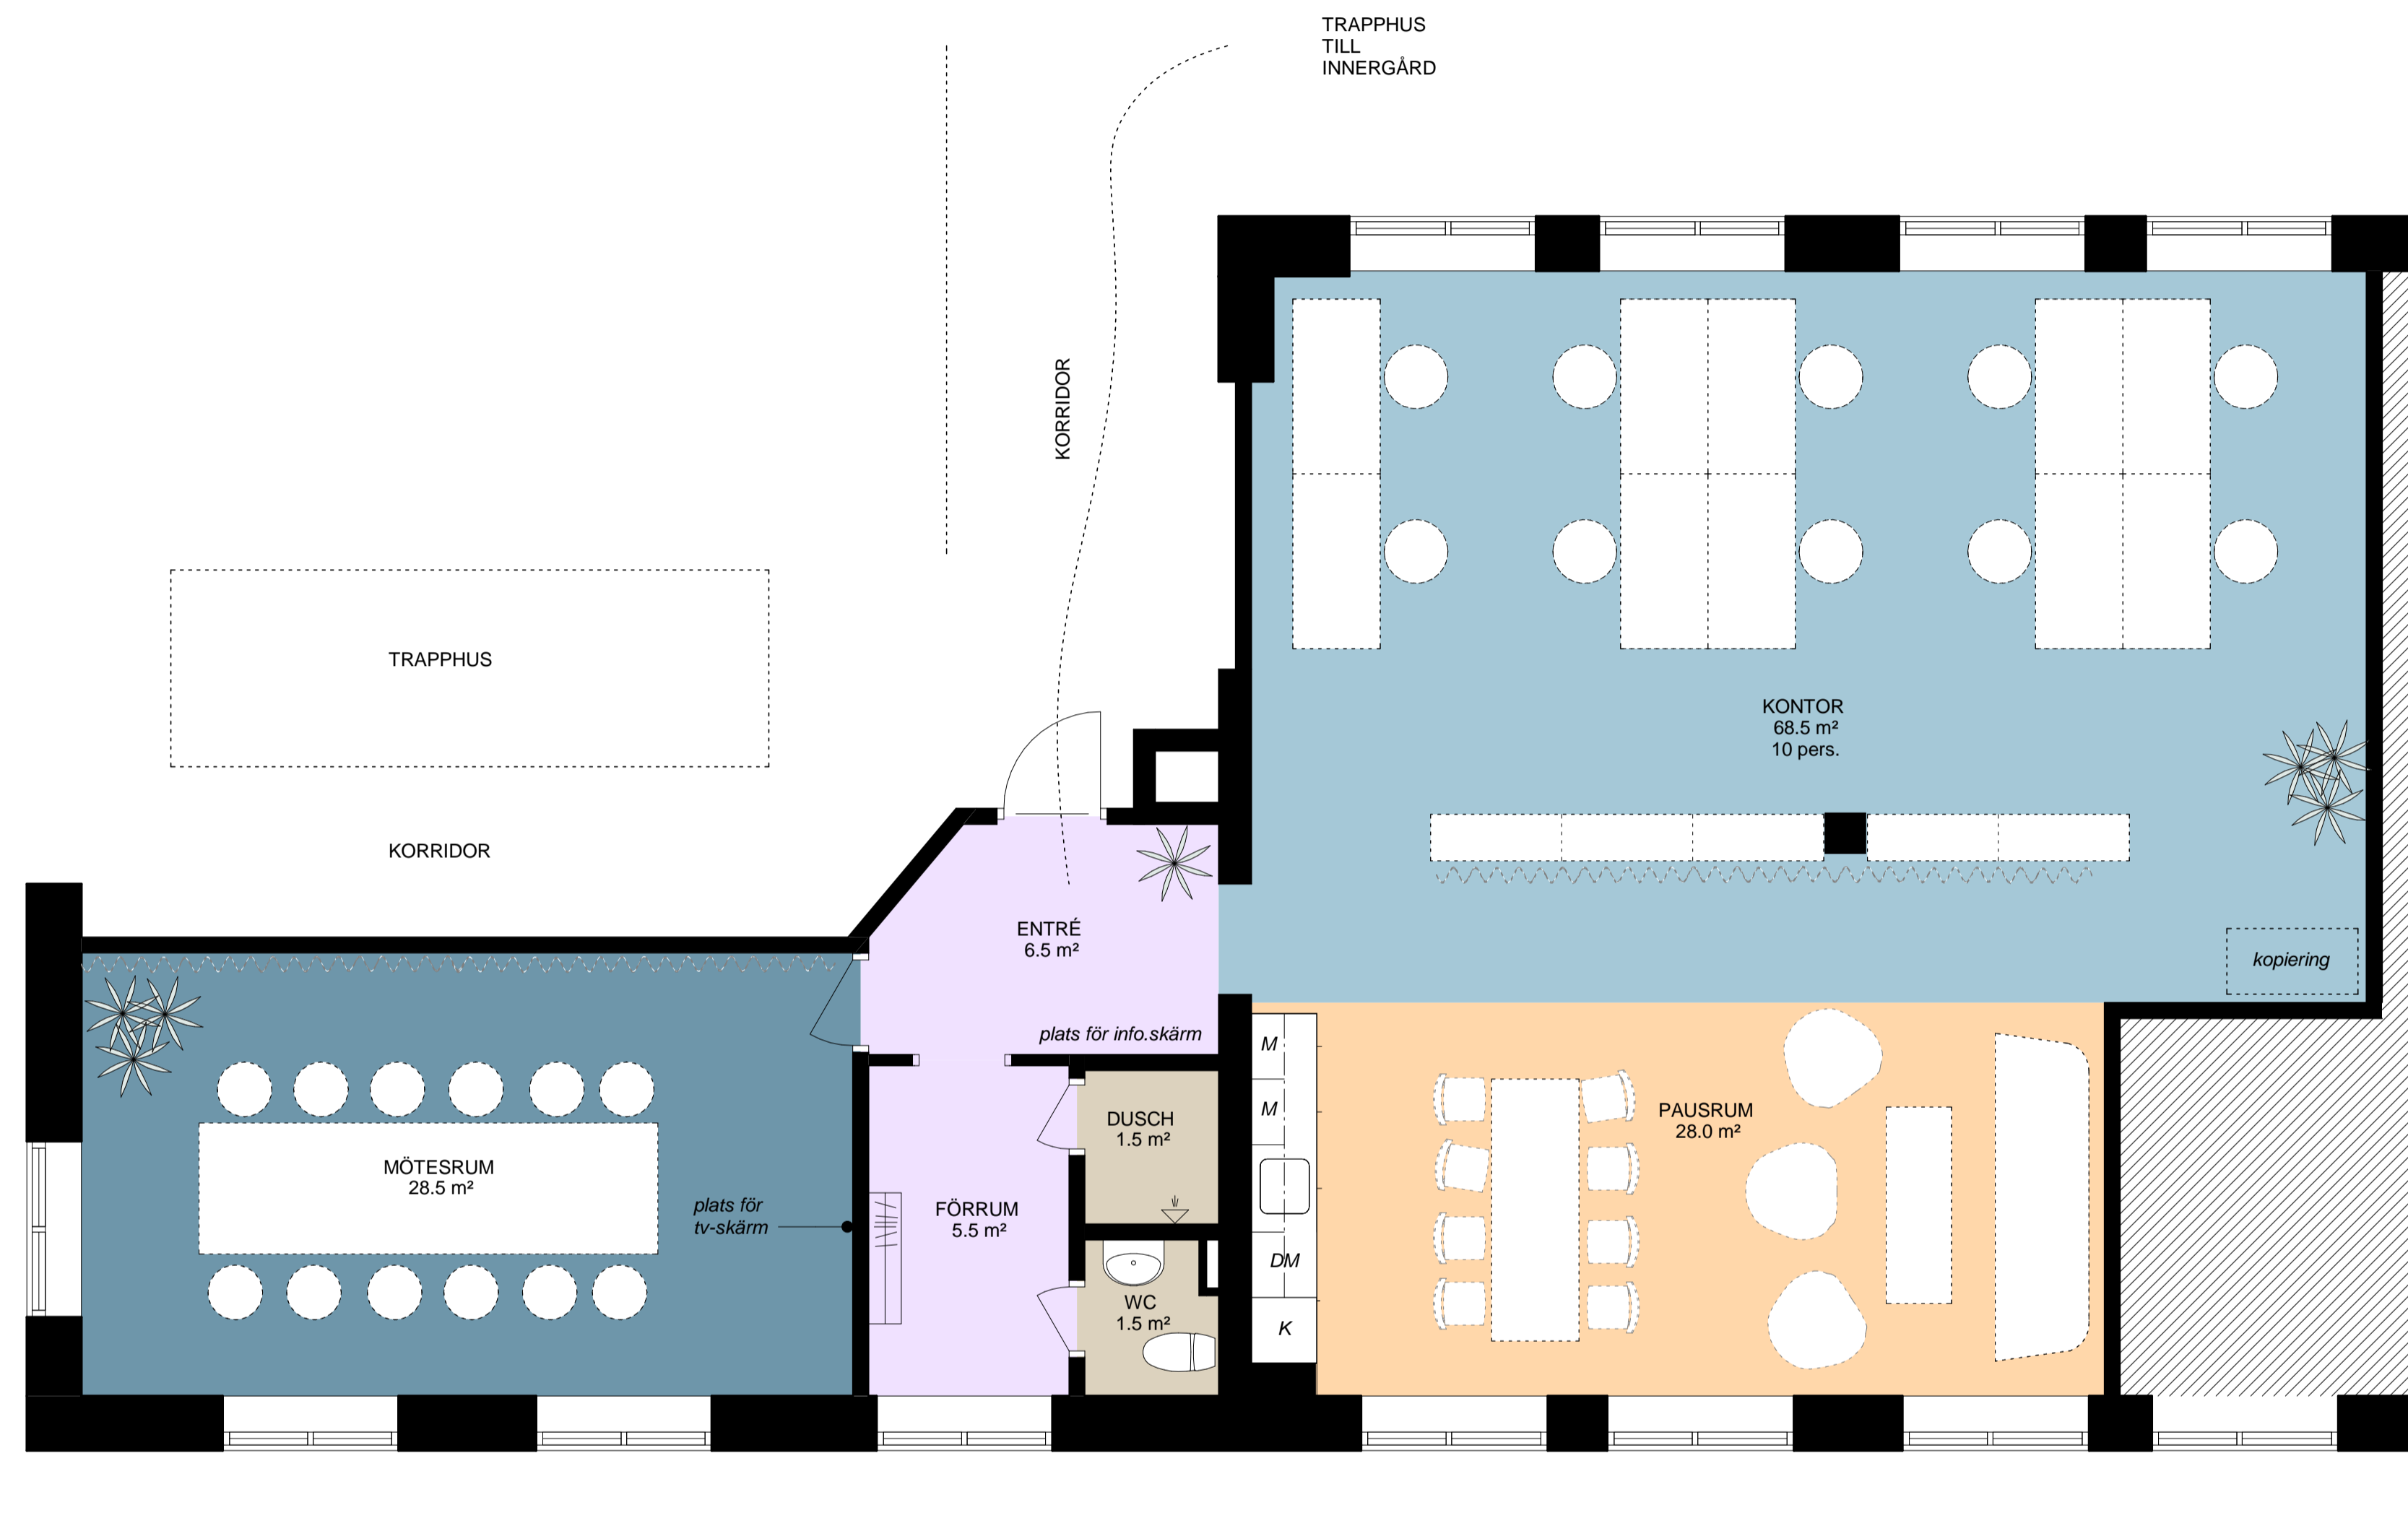 TRAPPHUS
TILL
INNERGÅRD
KORRIDOR
TRAPPHUS
KORRIDOR
KONTOR
68.5 m²
10 pers.
ENTRÉ
6.5 m²
kopiering
plats för info.skärm
M
M
DM
K
DUSCH
1.5 m²
PAUSRUM
28.0 m²
MÖTESRUM
28.5 m²
plats för
tv-skärm
FÖRRUM
5.5 m²
WC
1.5 m²